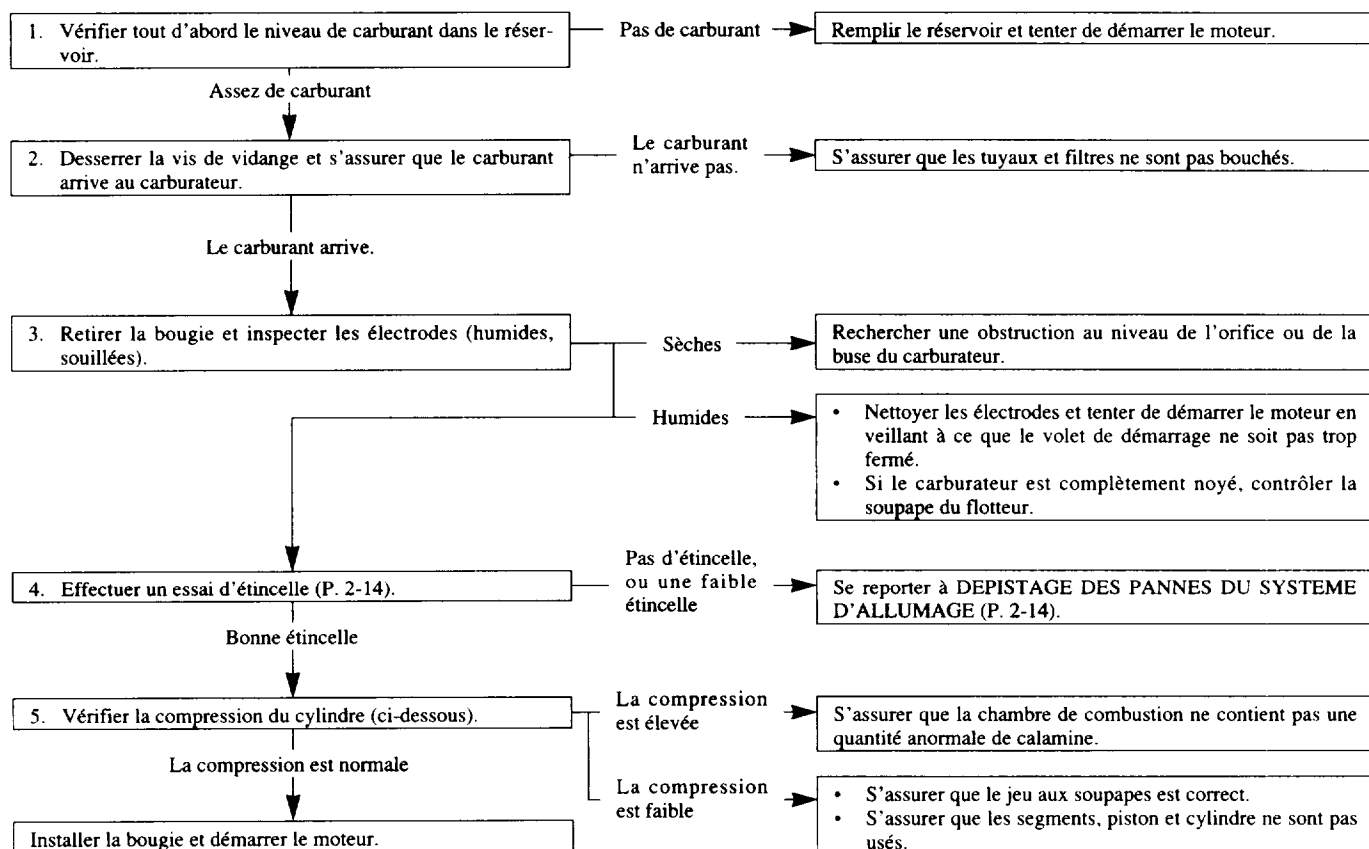 1. Vérifier tout d'abord le niveau de carburant dans le réser-
voir.
Pas de carburant
Remplir le réservoir et tenter de démarrer le moteur.
Assez de carburant
2. Desserrer la vis de vidange et s'assurer que le carburant
arrive au carburateur.
Le carburant
n'arrive pas.
S'assurer que les tuyaux et filtres ne sont pas bouchés.
Le carburant arrive.
3. Retirer la bougie et inspecter les électrodes (humides,
souillées).
Sèches
Rechercher une obstruction au niveau de l'orifice ou de la
buse du carburateur.
Humides
• Nettoyer les électrodes et tenter de démarrer le moteur en
veillant à ce que le volet de démarrage ne soit pas trop
fermé.
• Si le carburateur est complètement noyé, contrôler la
soupape du flotteur.
4. Effectuer un essai d'étincelle (P. 2-14).
Pas d'étincelle,
ou une faible
étincelle
Se reporter à DEPISTAGE DES PANNES DU SYSTEME
D'ALLUMAGE (P. 2-14).
Bonne étincelle
5. Vérifier la compression du cylindre (ci-dessous).
La compression
est élevée
S'assurer que la chambre de combustion ne contient pas une
quantité anormale de calamine.
La compression est normale
La compression
est faible
• S'assurer que le jeu aux soupapes est correct.
• S'assurer que les segments, piston et cylindre ne sont pas
usés.
Installer la bougie et démarrer le moteur.